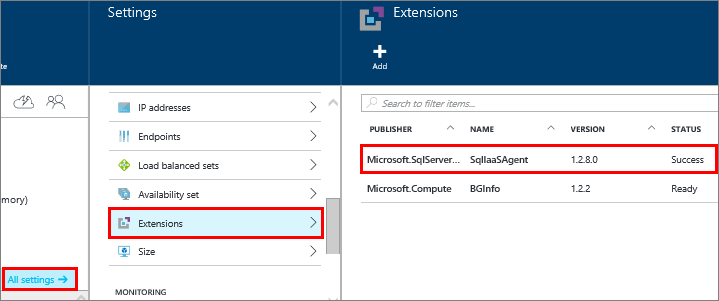 te
mory)
All settings →
Settings
IP addresses
Endpoints
Load balanced sets
Availability set
Extensions
Size
MONITORING
Extensions
Add
Search to filter items...
PUBLISHER NAME VERSION STATUS
Microsoft.SqlServer... SqlIaaSAgent 1.2.8.0 Success
Microsoft.Compute BGInfo 1.2.2 Ready